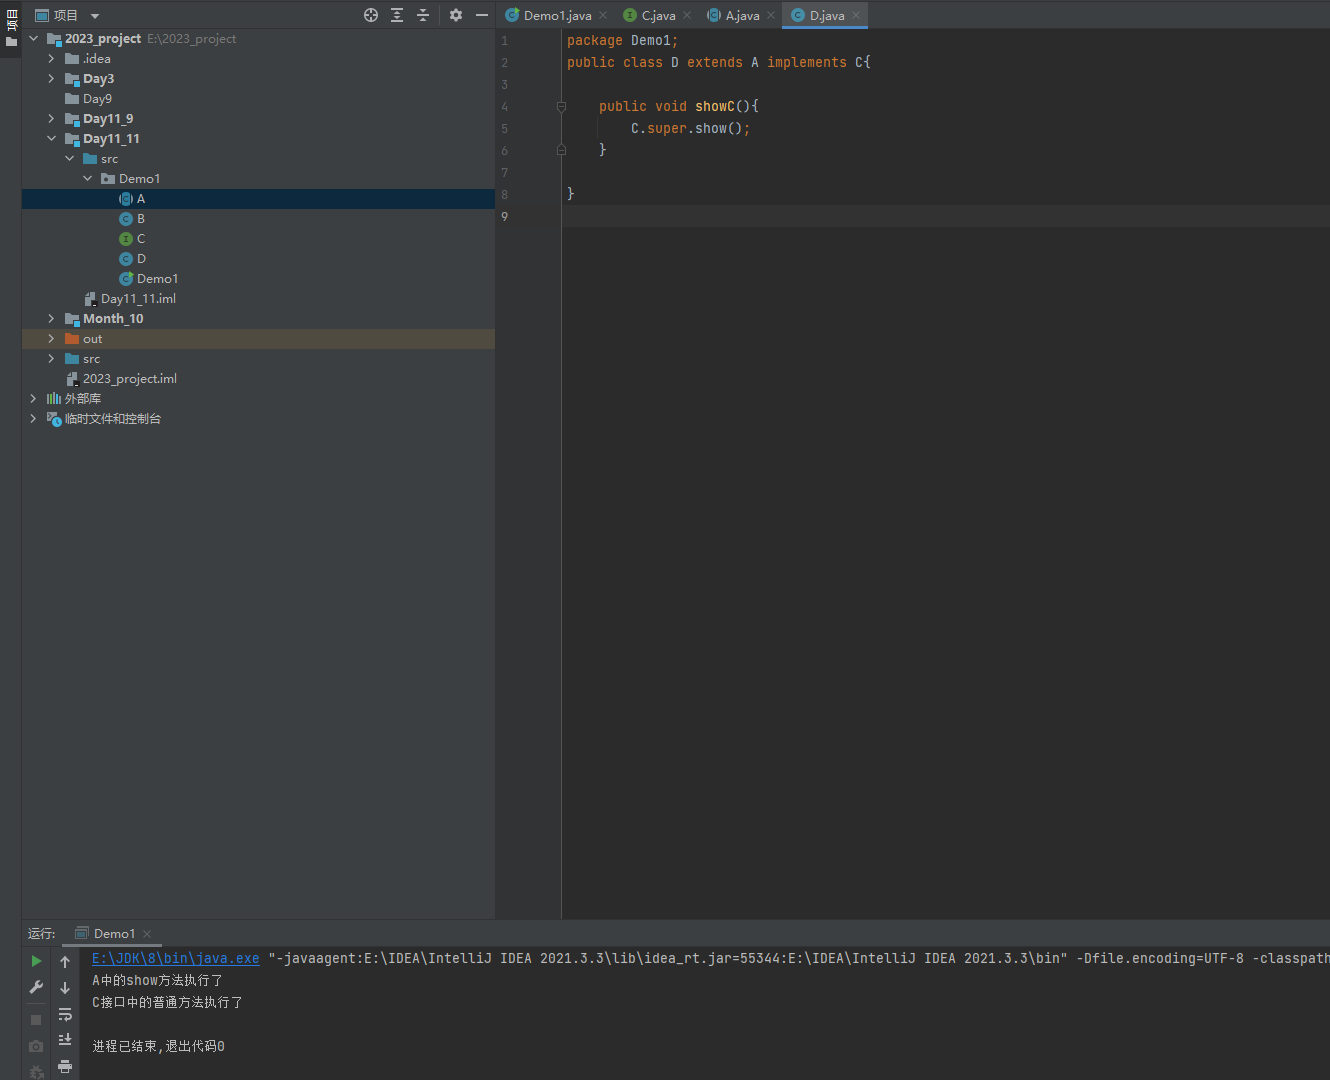 项目
项目
2023_project E:\2023_project
.idea
Day3
Day9
Day11_9
Day11_11
src
Demo1
A
B
C
D
Demo1
Day11_11.iml
Month_10
out
src
2023_project.iml
外部库
临时文件和控制台
Demo1.java C.java A.java D.java
1 package Demo1;
2 public class D extends A implements C{
3
4 public void showC(){
5 C.super.show();
6 }
7
8 }
9
运行: Demo1
E:\JDK\8\bin\java.exe "-javaagent:E:\IDEA\IntelliJ IDEA 2021.3.3\lib\idea_rt.jar=55344:E:\IDEA\IntelliJ IDEA 2021.3.3\bin" -Dfile.encoding=UTF-8 -classpath
A中的show方法执行了
C接口中的普通方法执行了
进程已结束,退出代码0